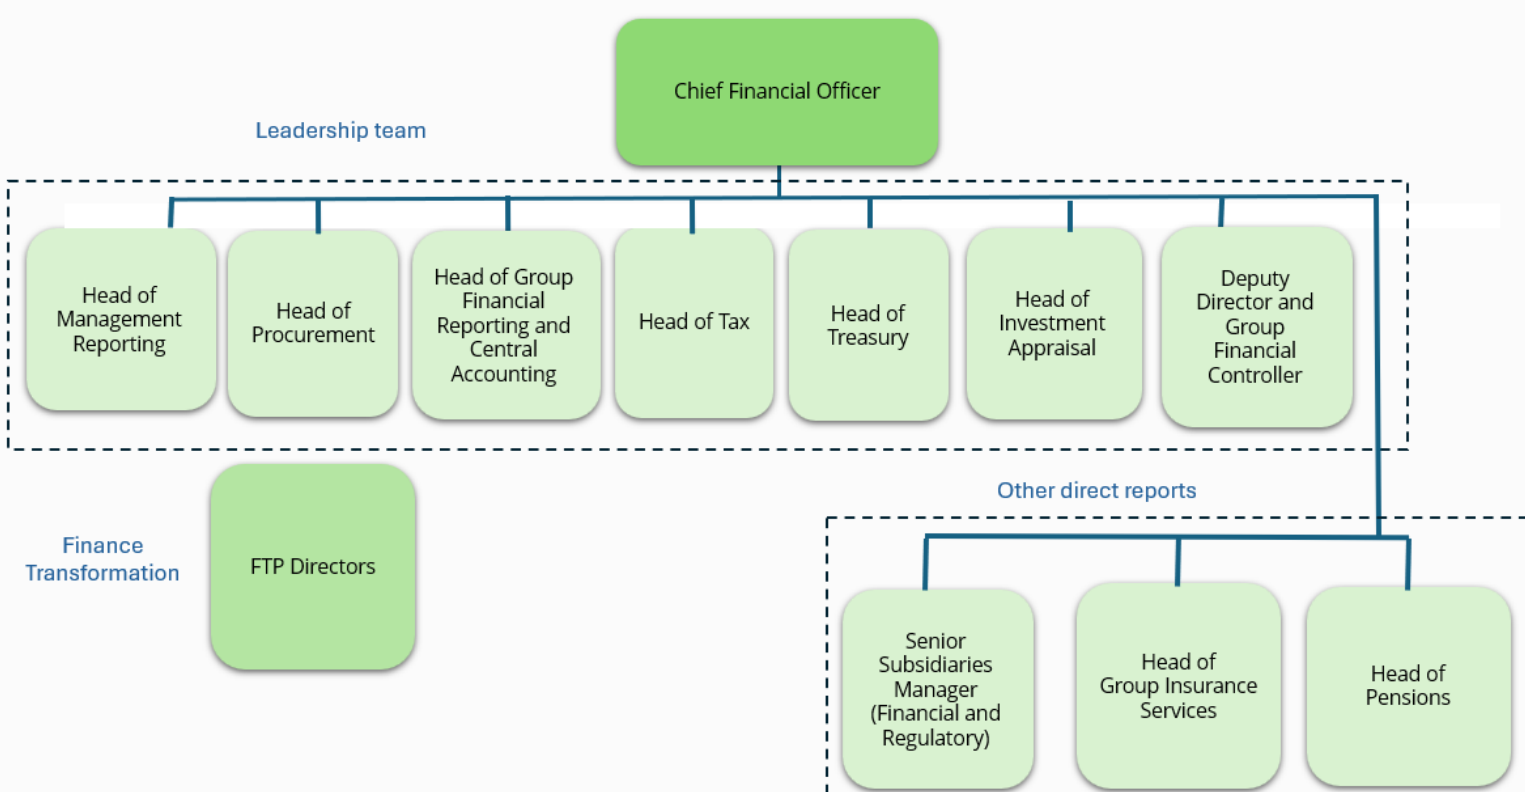 Chief Financial Officer
Leadership team
Head of
Management
Reporting
Head of
Procurement
Head of Group
Financial
Reporting and
Central
Accounting
Head of Tax
Head of
Treasury
Head of
Investment
Appraisal
Deputy
Director and
Group
Financial
Controller
Finance
Transformation
FTP Directors
Other direct reports
Senior
Subsidiaries
Manager
(Financial and
Regulatory)
Head of
Group Insurance
Services
Head of
Pensions